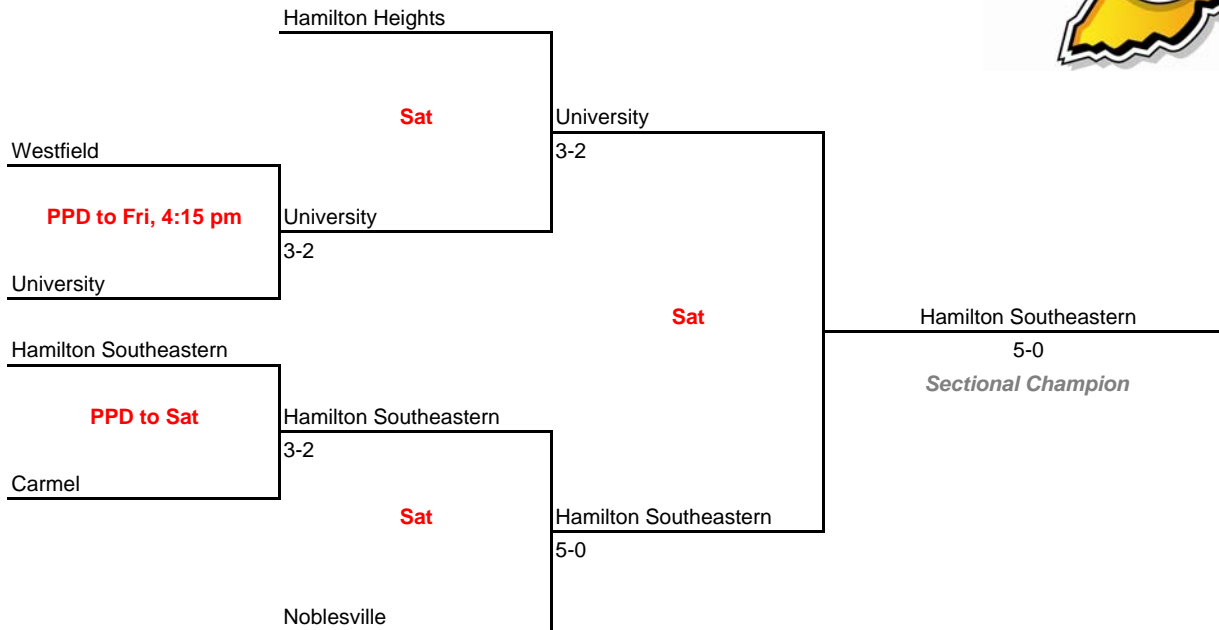 Hamilton Heights
Sat
University
3-2
Westfield
PPD to Fri, 4:15 pm
University
3-2
University
Sat
Hamilton Southeastern
5-0
Sectional Champion
Hamilton Southeastern
PPD to Sat
Hamilton Southeastern
3-2
Carmel
Sat
Hamilton Southeastern
5-0
Noblesville